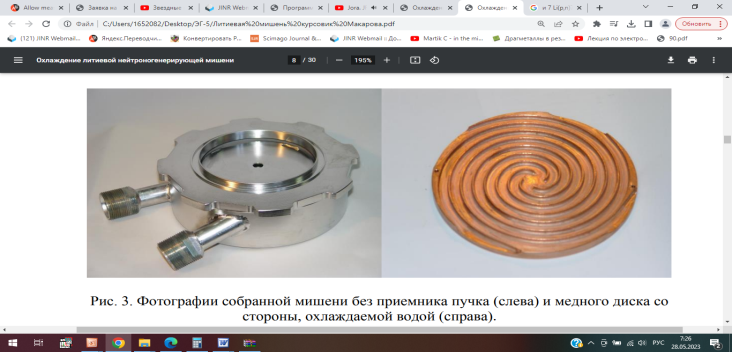 Allow mo
Заявка на
Звездные
JINR Web
Програм
Jora.
Охлажден
Охлажден
и 7 Li(p,n
Файл | C:/Users/1652082/Desktop/ЭГ-5/Литиевая%20мишень%20курсовик%20Макарова.pdf
Обновить
(121) JINR Webmail...
Яндекс.Переводчи...
Конвертировать P...
Scimago Journal &...
JINR Webmail :: До...
Martik C - in the mi...
Драгметаллы в рез...
Лекция по электро...
90.pdf
Охлаждение литиевой нейтроногенерирующей мишени
8 / 30
195%
Рис. 3. Фотографии собранной мишени без приемника пучка (слева) и медного диска со
стороны, охлаждаемой водой (справа).
РУС
7:26
28.05.2023